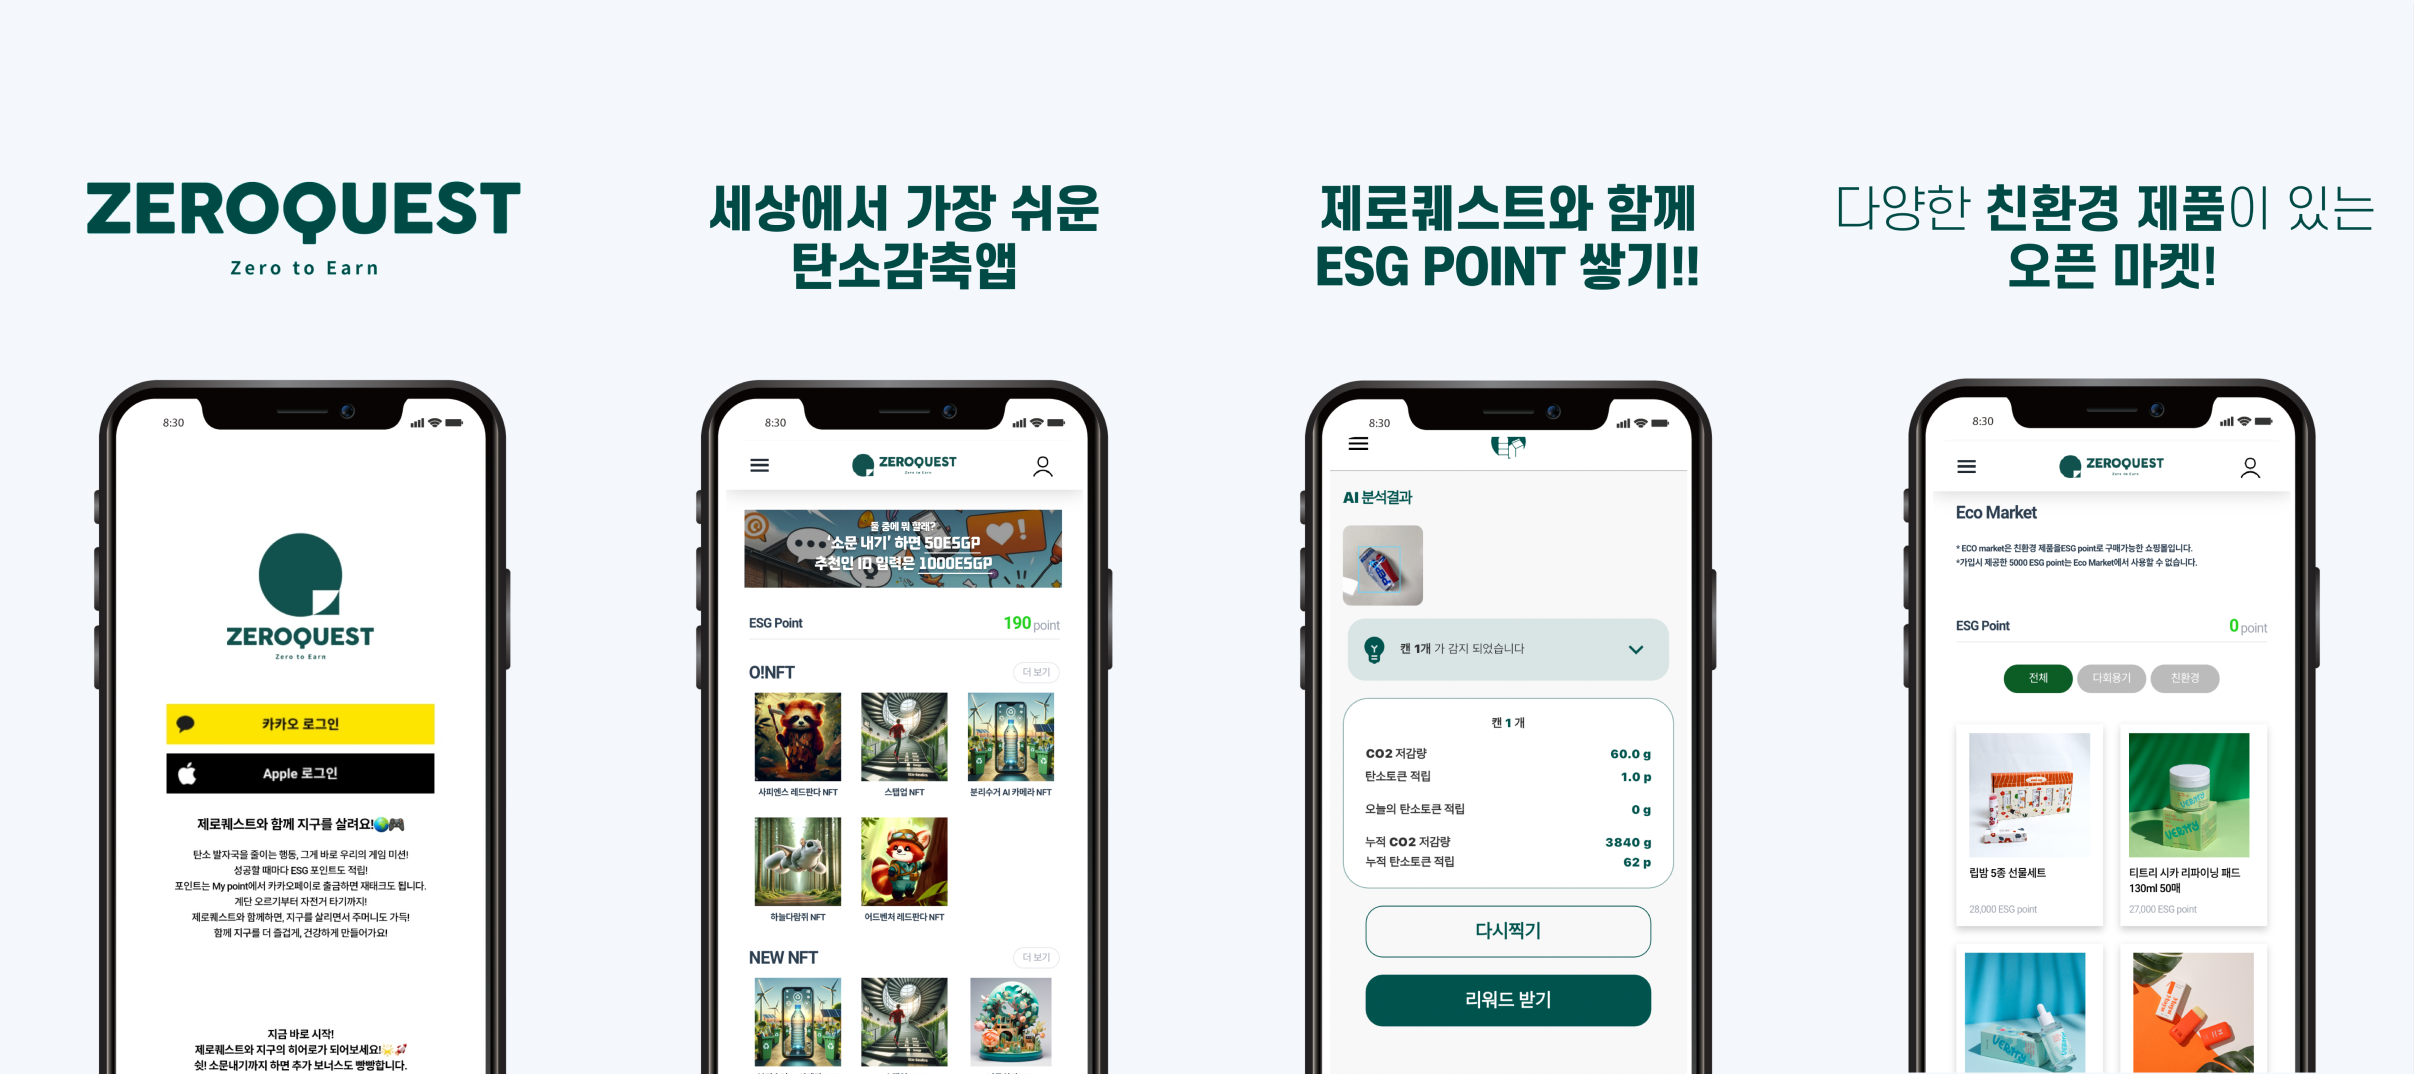 ZEROQUEST
Zero to Earn
8:30
ZEROQUEST
Zero to Earn
카카오 로그인
Apple 로그인
제로퀘스트와 함께 지구를 살려요!🌏🎮
탄소 발자국을 줄이는 행동, 그게 바로 우리의 게임 미션!
성공할 때마다 ESG 포인트도 적립!
포인트는 My point에서 카카오페이로 출금하면 재태크도 됩니다.
계단 오르기부터 자전거 타기까지!
제로퀘스트와 함께하면, 지구를 살리면서 주머니도 가득!
함께 지구를 더 즐겁게, 건강하게 만들어가요!
지금 바로 시작!
제로퀘스트와 지구의 히어로가 되어보세요!🌟🚀
쉿! 소문내기까지 하면 추가 보너스도 빵빵합니다.
세상에서 가장 쉬운
탄소감축앱
8:30
ZEROQUEST
Zero to Earn
둘 중에 뭐 할래?
'소문 내기' 하면 50ESGP
추천인 ID 입력은 1000ESGP
ESG Point
190 point
O!NFT
더 보기
사피엔스 레드판다 NFT
스탭업 NFT
분리수거 AI 카메라 NFT
하늘다람쥐 NFT
어드벤처 레드판다 NFT
NEW NFT
더 보기
제로퀘스트와 함께
ESG POINT 쌓기!!
8:30
AI 분석결과
캔 1개 가 감지 되었습니다
캔 1 개
CO2 저감량 60.0 g
탄소토큰 적립 1.0 p
오늘의 탄소토큰 적립 0 g
누적 CO2 저감량 3840 g
누적 탄소토큰 적립 62 p
다시찍기
리워드 받기
다양한 친환경 제품이 있는
오픈 마켓!
8:30
ZEROQUEST
Zero to Earn
Eco Market
* ECO market은 친환경 제품을ESG point로 구매가능한 쇼핑몰입니다.
*가입시 제공한 5000 ESG point는 Eco Market에서 사용할 수 없습니다.
ESG Point
0 point
전체
다회용기
친환경
VERITY
립밤 5종 선물세트
28,000 ESG point
티트리 시카 리파이닝 패드
130ml 50매
27,000 ESG point